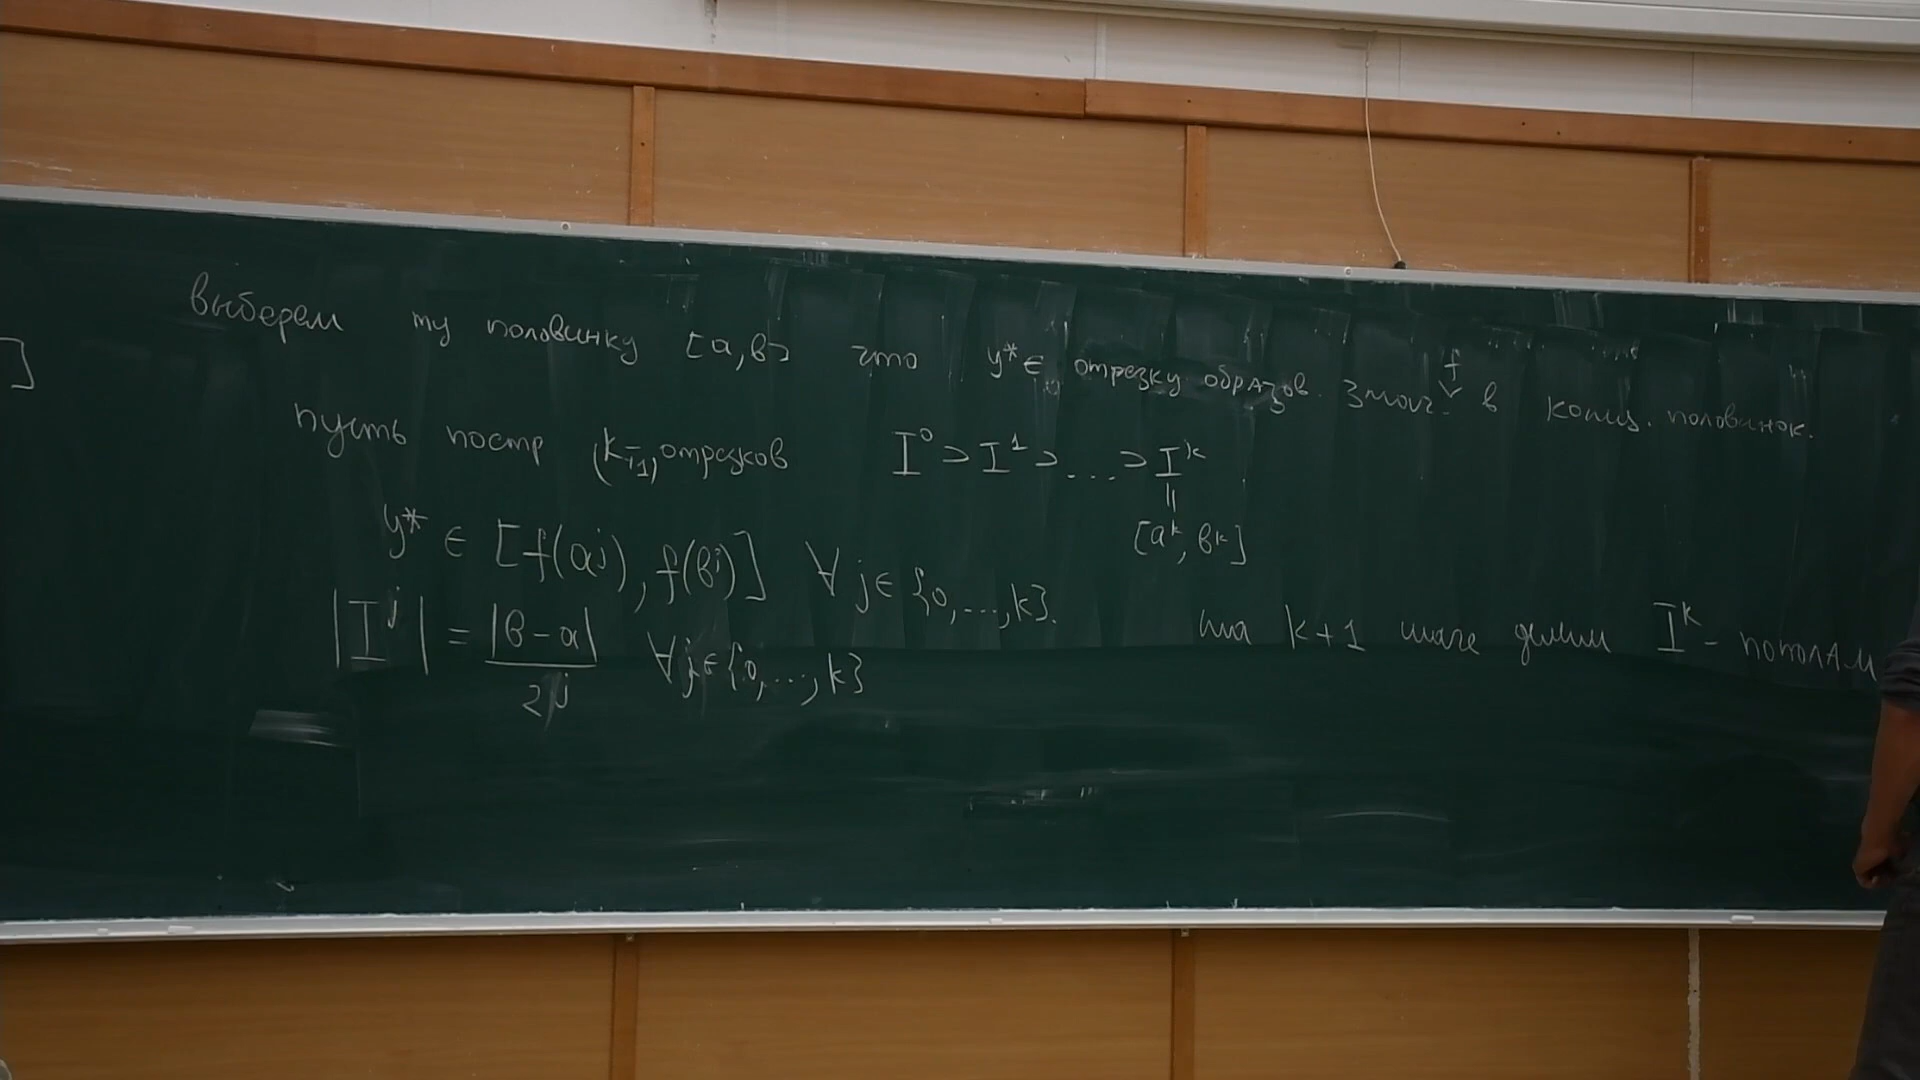 ]
выберем ту половинку [a,b] что y* ∈ отрезку образов. Знач. f в конц. половинок.
пусть постр (k+1) отрезков I⁰ ⊃ I¹ ⊃ ... ⊃ Iᵏ
||
[aᵏ, bᵏ]
y* ∈ [f(aʲ), f(bʲ)] ∀ j ∈ {0,...,k}.
|Iʲ| = |b-a| / 2ʲ ∀ j ∈ {0,...,k}
на k+1 шаге делим Iᵏ - пополам